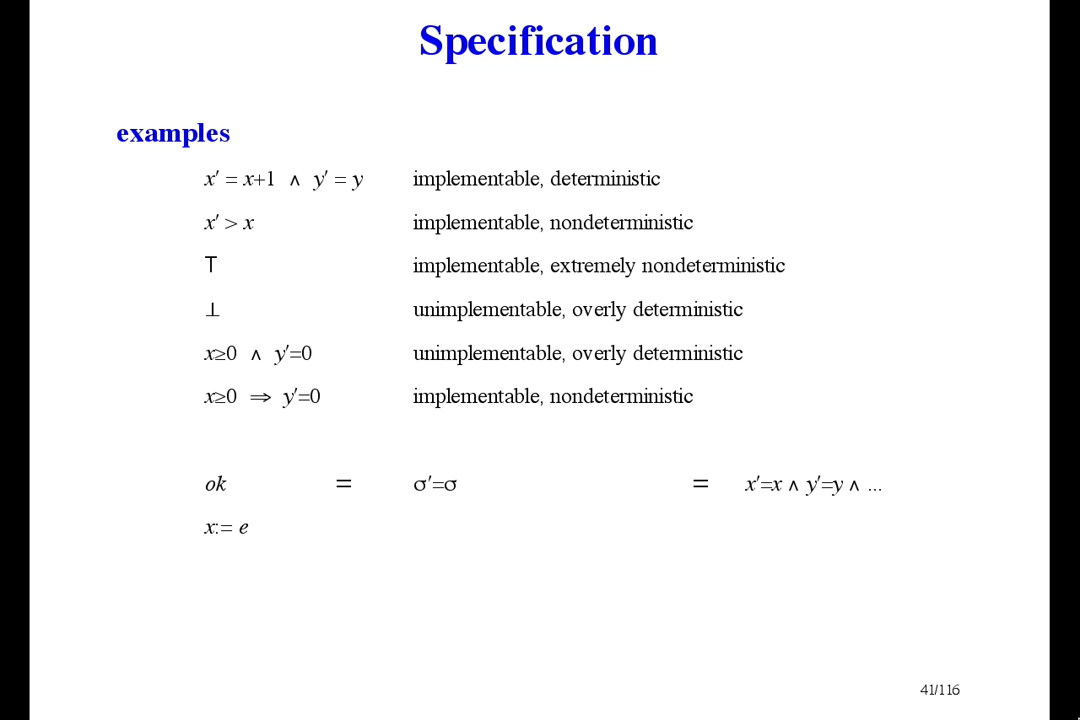 Specification
examples
x′ = x+1 ∧ y′ = y implementable, deterministic
x′ > x implementable, nondeterministic
⊤ implementable, extremely nondeterministic
⊥ unimplementable, overly deterministic
x≥0 ∧ y′=0 unimplementable, overly deterministic
x≥0 ⇒ y′=0 implementable, nondeterministic
ok = σ′=σ = x′=x ∧ y′=y ∧ ...
x:= e
41/116